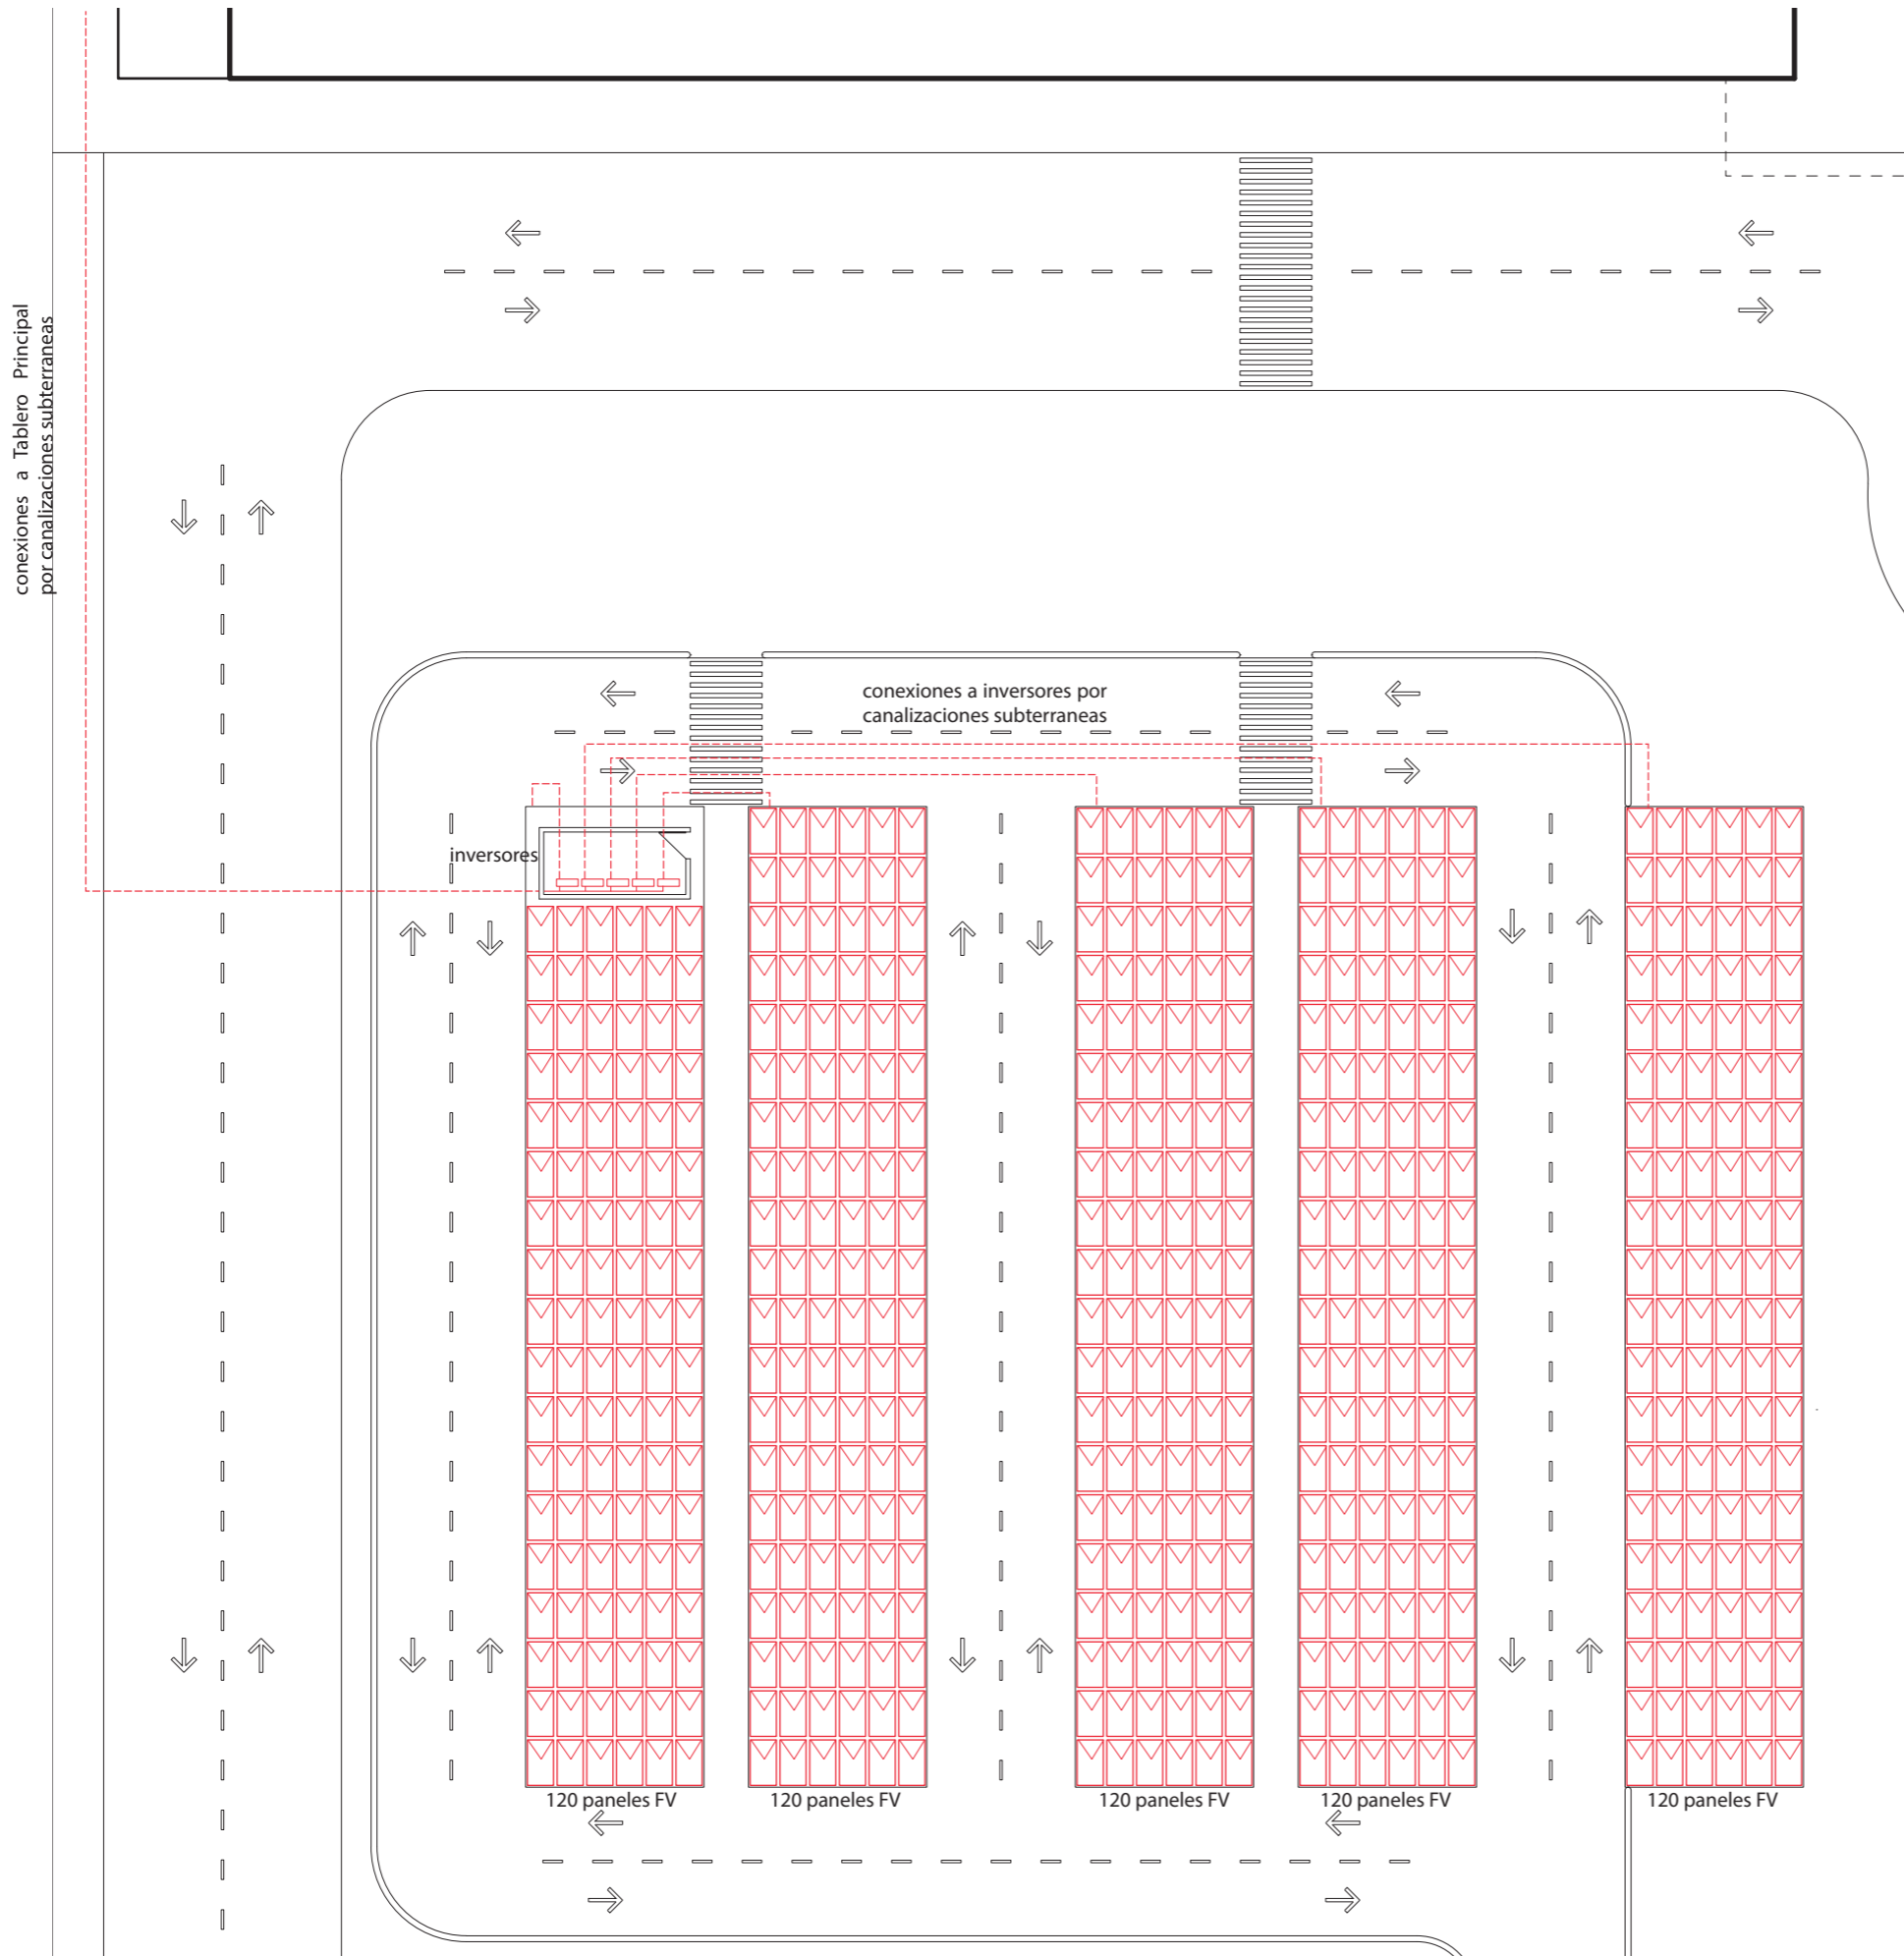 conexiones a Tablero Principal
por canalizaciones subterraneas
conexiones a inversores por
canalizaciones subterraneas
inversores
120 paneles FV
120 paneles FV
120 paneles FV
120 paneles FV
120 paneles FV